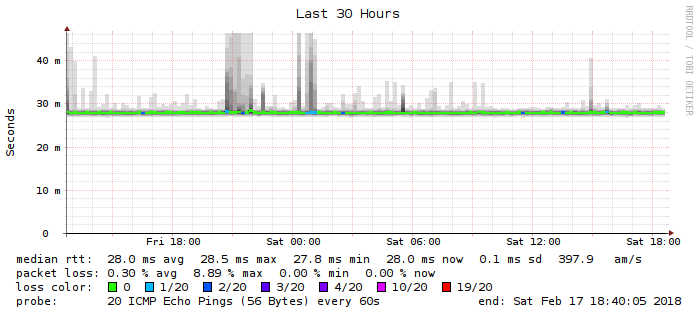 Last 30 Hours
RRDTOOL / TOBI OETIKER
Seconds
40 m
30 m
20 m
10 m
0
Fri 18:00 Sat 00:00 Sat 06:00 Sat 12:00 Sat 18:00
median rtt: 28.0 ms avg 28.5 ms max 27.8 ms min 28.0 ms now 0.1 ms sd 397.9 am/s
packet loss: 0.30 % avg 8.89 % max 0.00 % min 0.00 % now
loss color: 0 1/20 2/20 3/20 4/20 10/20 19/20
probe: 20 ICMP Echo Pings (56 Bytes) every 60s end: Sat Feb 17 18:40:05 2018